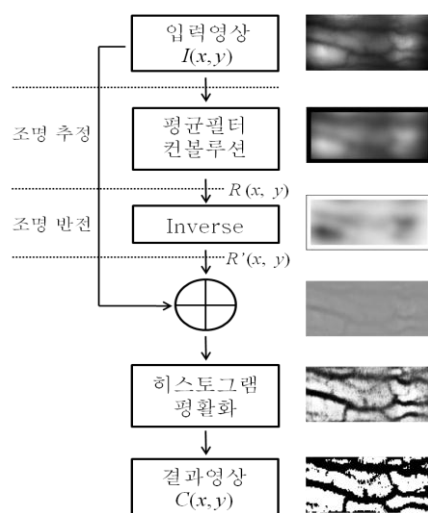 입력영상
I(x, y)
조명 추정
평균필터
컨볼루션
R(x, y)
조명 반전
Inverse
R'(x, y)
히스토그램
평활화
결과영상
C(x, y)